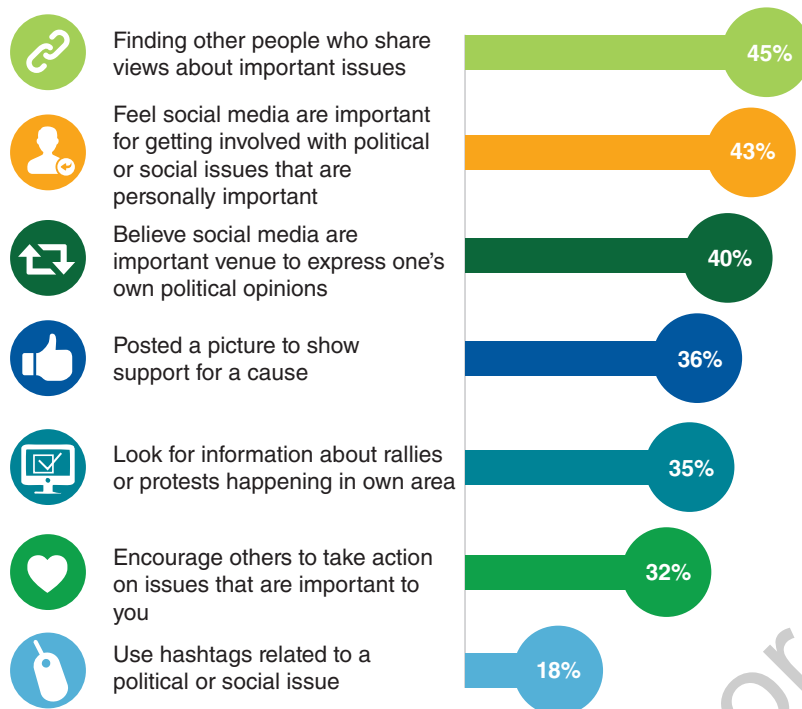 Finding other people who share
views about important issues
45%
Feel social media are important
for getting involved with political
or social issues that are
personally important
43%
Believe social media are
important venue to express one’s
own political opinions
40%
Posted a picture to show
support for a cause
36%
Look for information about rallies
or protests happening in own area
35%
Encourage others to take action
on issues that are important to
you
32%
Use hashtags related to a
political or social issue
18%
or